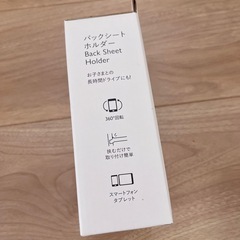 バックシート
ホルダー
Back Sheet
Holder
お子さまとの
長時間ドライブにも!
360°回転
挟むだけで
取り付け簡単
スマートフォン
タブレット